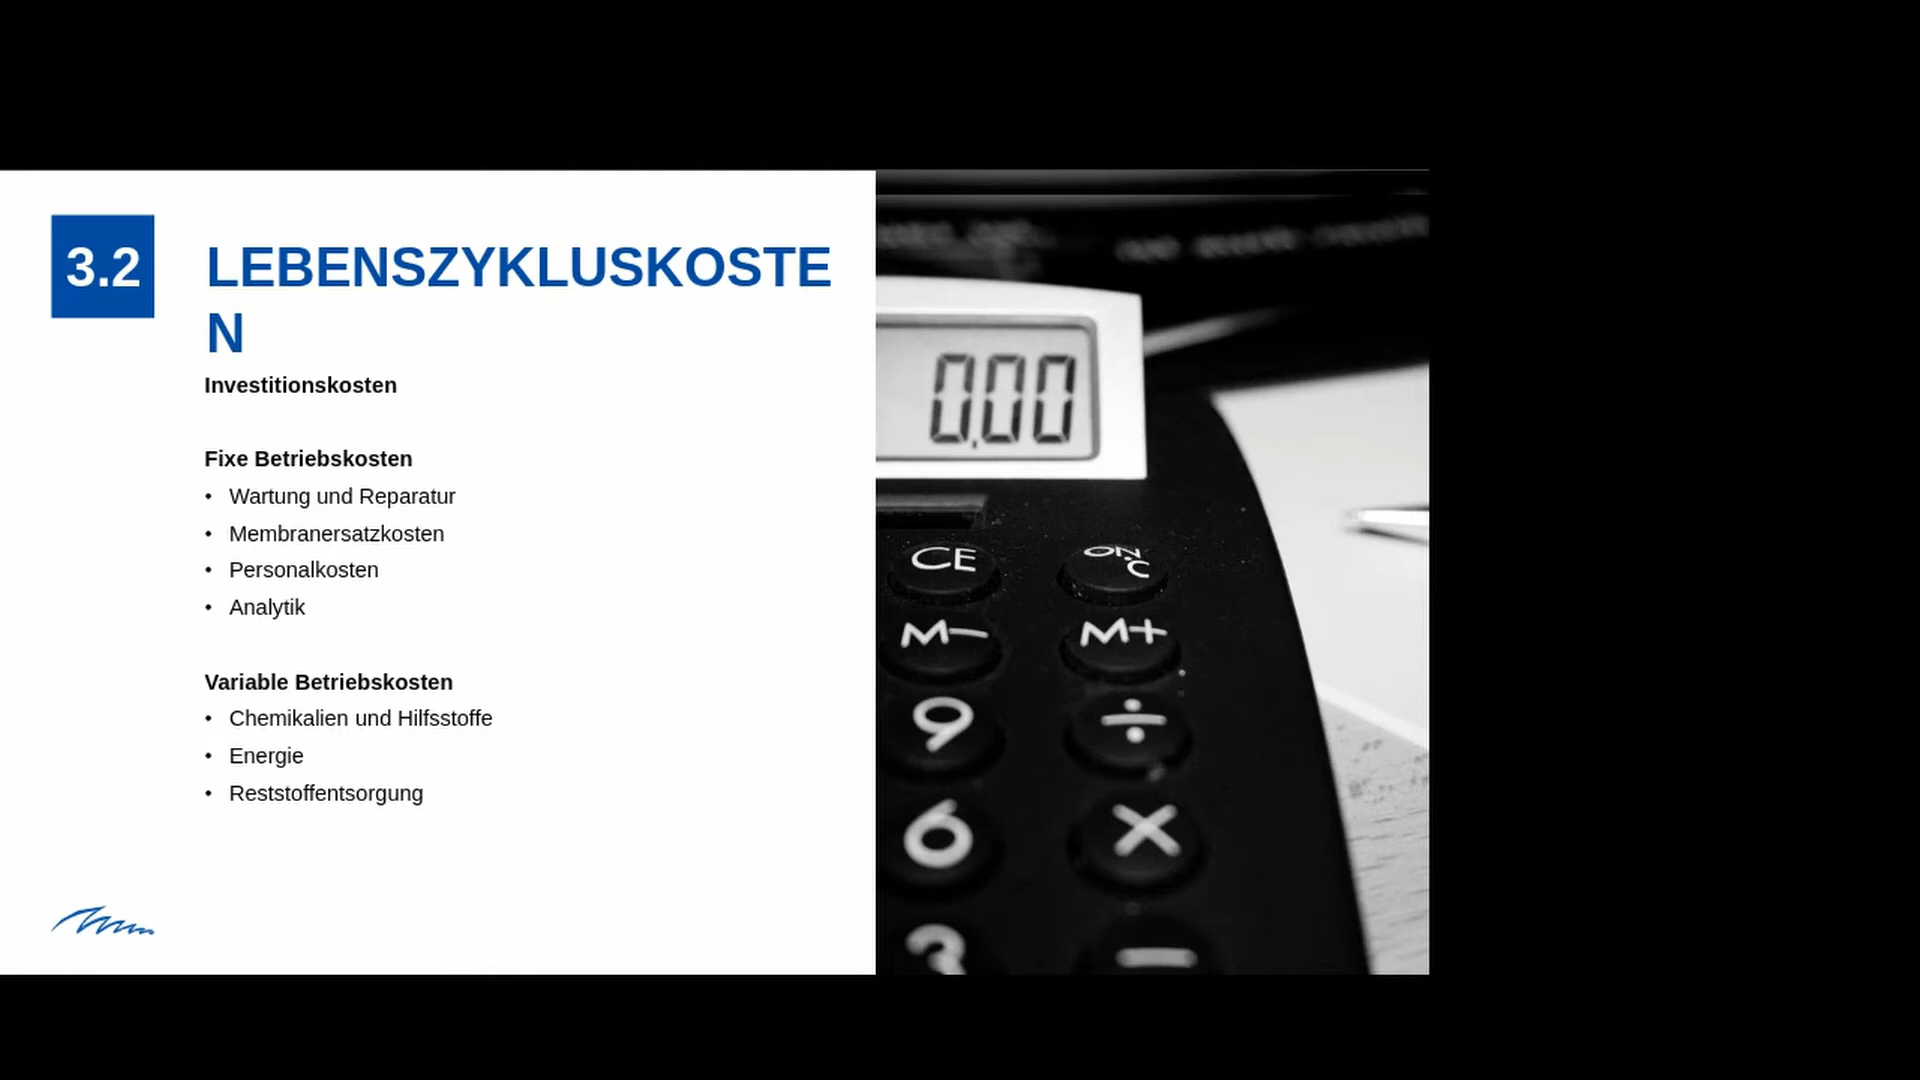 3.2
LEBENSZYKLUSKOSTE
N
Investitionskosten
Fixe Betriebskosten
• Wartung und Reparatur
• Membranersatzkosten
• Personalkosten
• Analytik
Variable Betriebskosten
• Chemikalien und Hilfsstoffe
• Energie
• Reststoffentsorgung
0.00
CE
ON.C
M− M+
9 ÷
6 ×
3 −